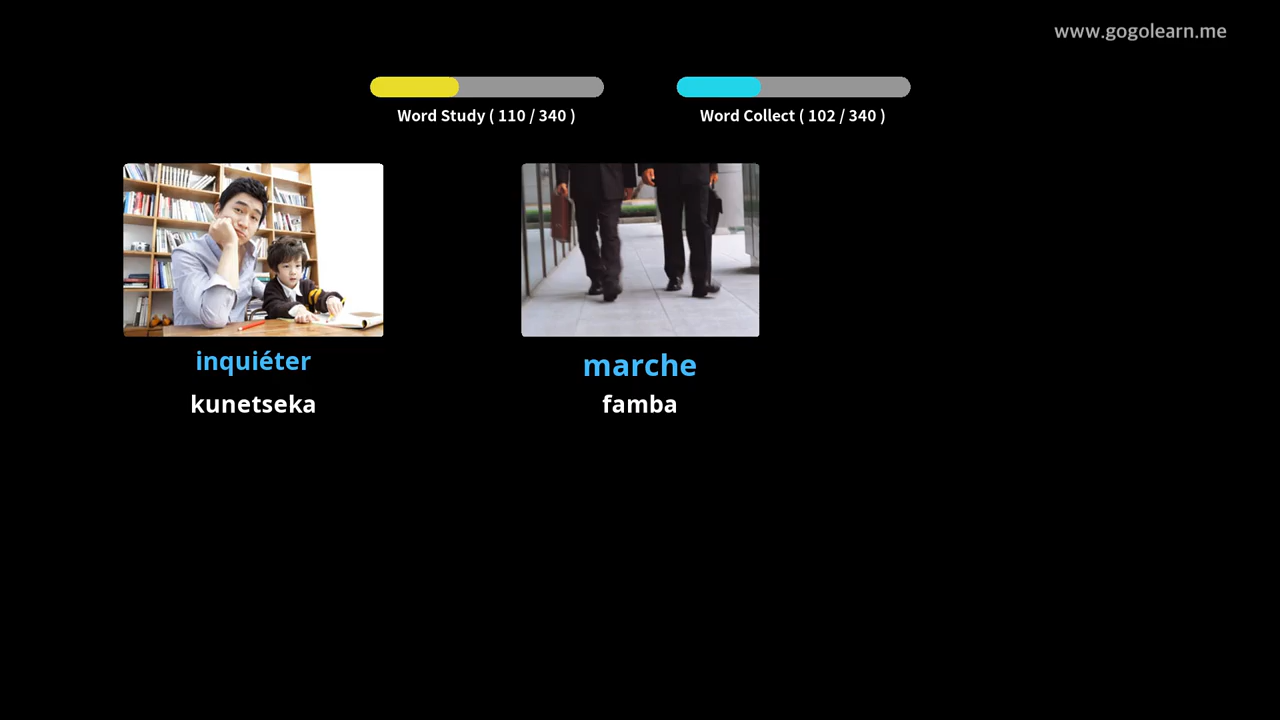 www.gogolearn.me
Word Study ( 110 / 340 )
Word Collect ( 102 / 340 )
inquiéter
kunetseka
marche
famba